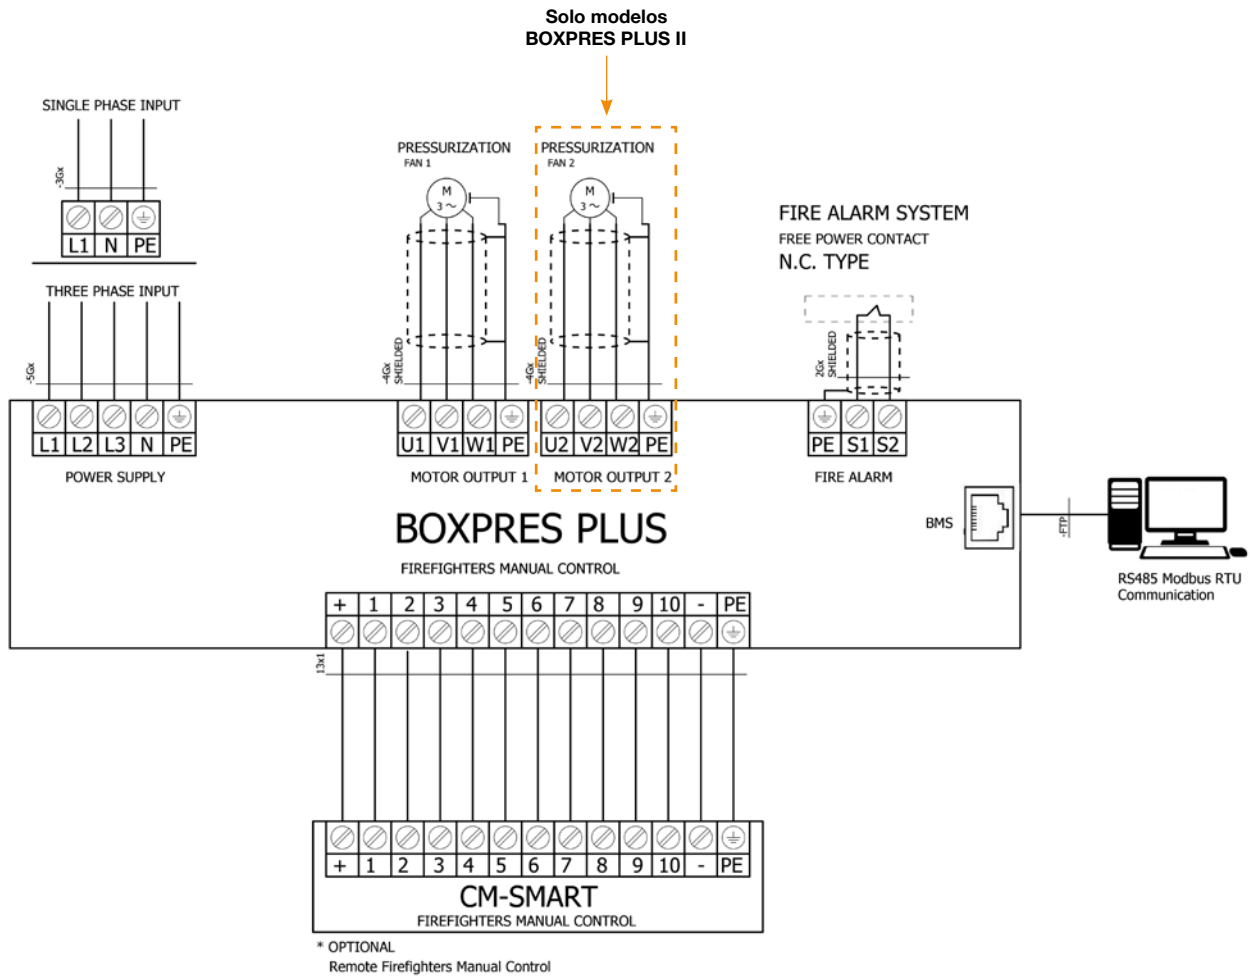 Solo modelos
BOXPRES PLUS II
SINGLE PHASE INPUT
-3Gx
L1 N PE
THREE PHASE INPUT
-5Gx
L1 L2 L3 N PE
POWER SUPPLY
PRESSURIZATION
FAN 1
M
3~
-4Gx
SHIELDED
U1 V1 W1 PE
MOTOR OUTPUT 1
PRESSURIZATION
FAN 2
M
3~
-4Gx
SHIELDED
U2 V2 W2 PE
MOTOR OUTPUT 2
FIRE ALARM SYSTEM
FREE POWER CONTACT
N.C. TYPE
2Gx
SHIELDED
PE S1 S2
FIRE ALARM
BOXPRES PLUS
BMS
-FTP
RS485 Modbus RTU
Communication
FIREFIGHTERS MANUAL CONTROL
+ 1 2 3 4 5 6 7 8 9 10 - PE
13x1
+ 1 2 3 4 5 6 7 8 9 10 - PE
CM-SMART
FIREFIGHTERS MANUAL CONTROL
* OPTIONAL
Remote Firefighters Manual Control